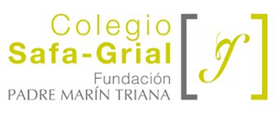 Colegio
Safa-Grial
Fundación
PADRE MARÍN TRIANA